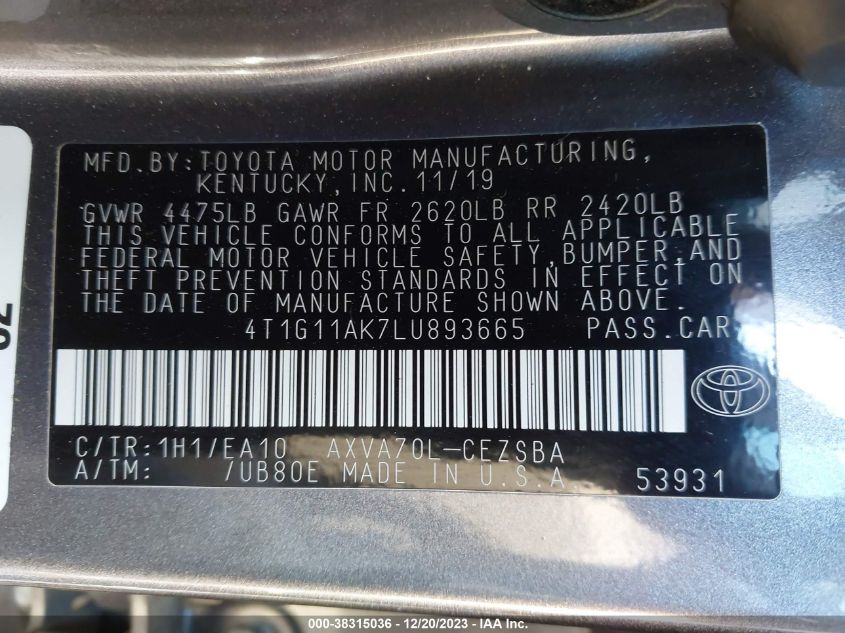 MFD. BY: TOYOTA MOTOR MANUFACTURING,
KENTUCKY, INC. 11/19
GVWR 4475LB GAWR FR 2620LB RR 2420LB
THIS VEHICLE CONFORMS TO ALL APPLICABLE
FEDERAL MOTOR VEHICLE SAFETY, BUMPER, AND
THEFT PREVENTION STANDARDS IN EFFECT ON
THE DATE OF MANUFACTURE SHOWN ABOVE.
4T1G11AK7LU893665 PASS. CAR
C/TR: 1H1/EA10 AXVA70L-CEZSBA
A/TM: /UB80E MADE IN U.S.A. 53931
000-38315036 - 12/20/2023 - IAA Inc.